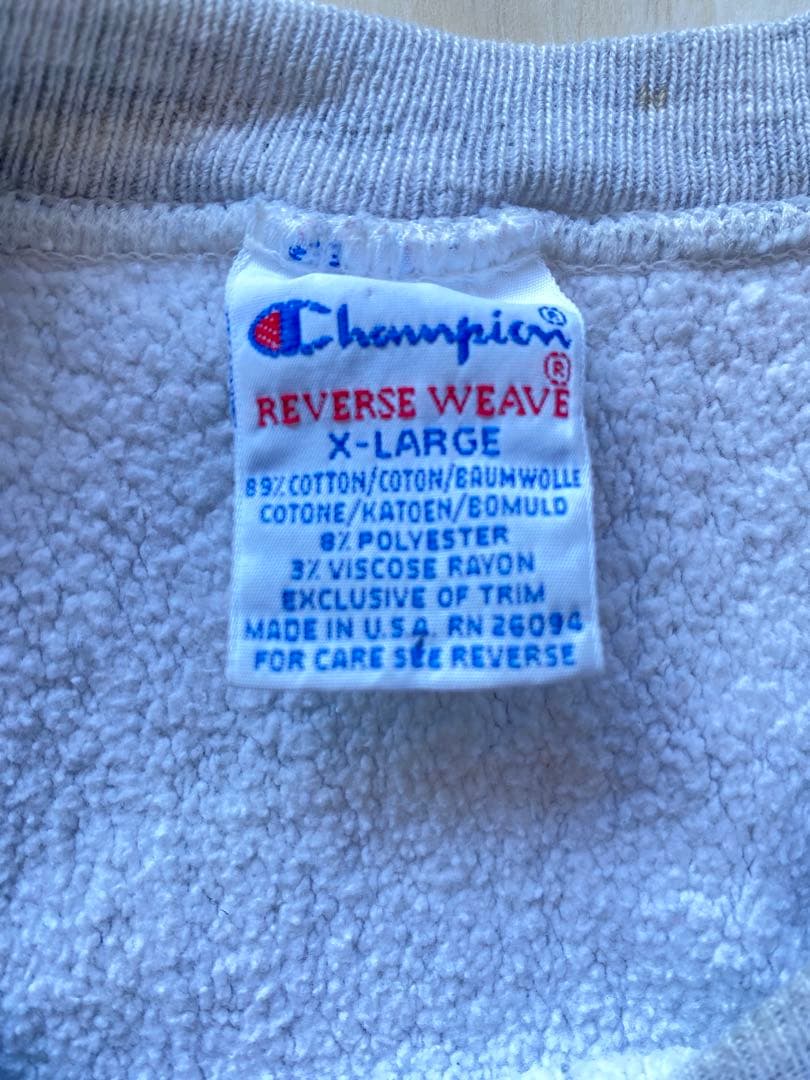 Champion®
REVERSE WEAVE®
X-LARGE
89% COTTON/COTON/BAUMWOLLE
COTONE/KATOEN/BOMULD
8% POLYESTER
3% VISCOSE RAYON
EXCLUSIVE OF TRIM
MADE IN U.S.A. RN 26094
FOR CARE SEE REVERSE